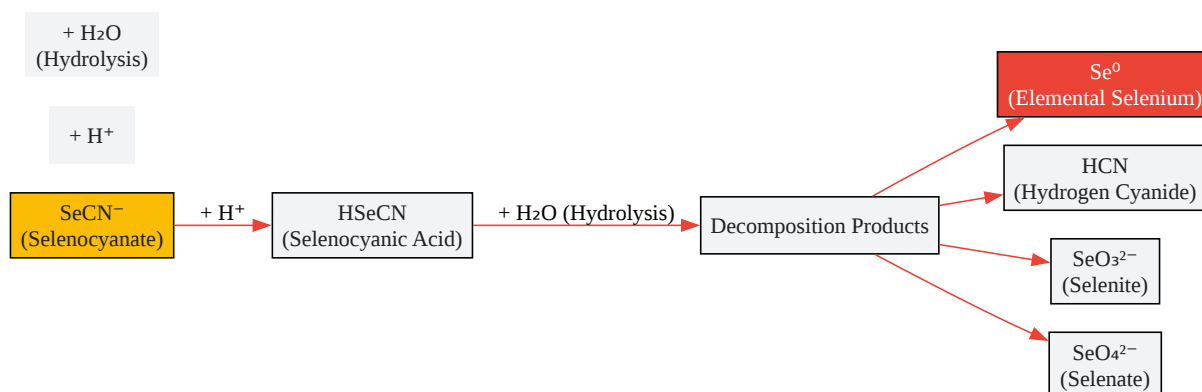 + H₂O
(Hydrolysis)
+ H⁺
SeCN⁻
(Selenocyanate)
+ H⁺
HSeCN
(Selenocyanic Acid)
+ H₂O (Hydrolysis)
Decomposition Products
Se⁰
(Elemental Selenium)
HCN
(Hydrogen Cyanide)
SeO₃²⁻
(Selenite)
SeO₄²⁻
(Selenate)